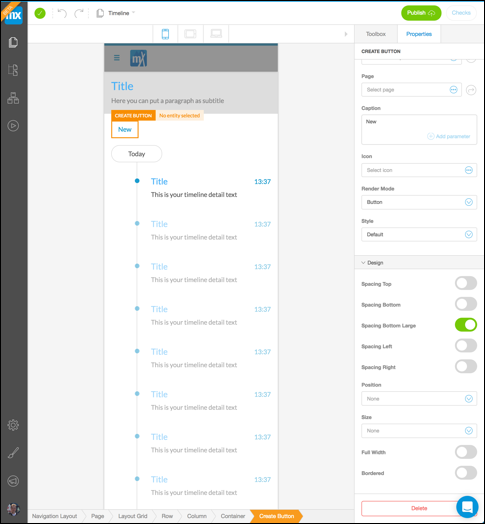 mx
Timeline
Publish
Checks
Toolbox
Properties
CREATE BUTTON
mx
Title
Here you can put a paragraph as subtitle
CREATE BUTTON
No entity selected
New
Today
Title
13:37
This is your timeline detail text
Title
13:37
This is your timeline detail text
Title
13:37
This is your timeline detail text
Title
13:37
This is your timeline detail text
Title
13:37
This is your timeline detail text
Title
13:37
This is your timeline detail text
Title
13:37
This is your timeline detail text
Title
13:37
This is your timeline detail text
Page
Select page
Caption
New
Add parameter
Icon
Select icon
Render Mode
Button
Style
Default
Design
Spacing Top
Spacing Bottom
Spacing Bottom Large
Spacing Left
Spacing Right
Position
None
Size
None
Full Width
Bordered
Delete
Navigation Layout
Page
Layout Grid
Row
Column
Container
Create Button